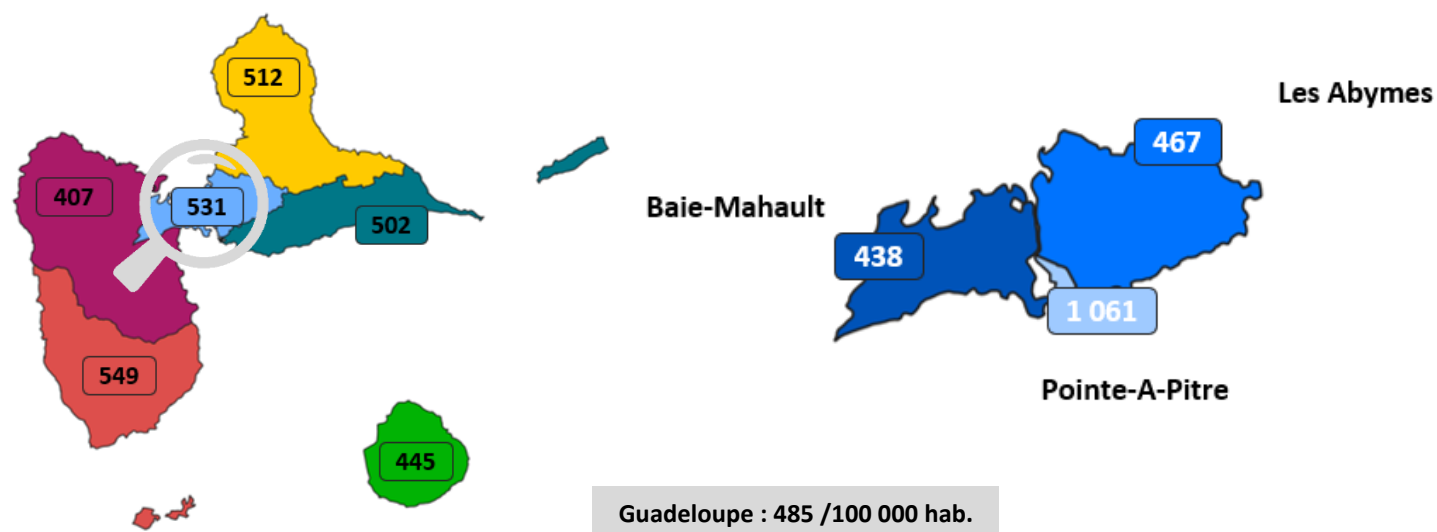 512
407
531
502
549
445
Les Abymes
467
Baie-Mahault
438
1 061
Pointe-A-Pitre
Guadeloupe : 485 /100 000 hab.